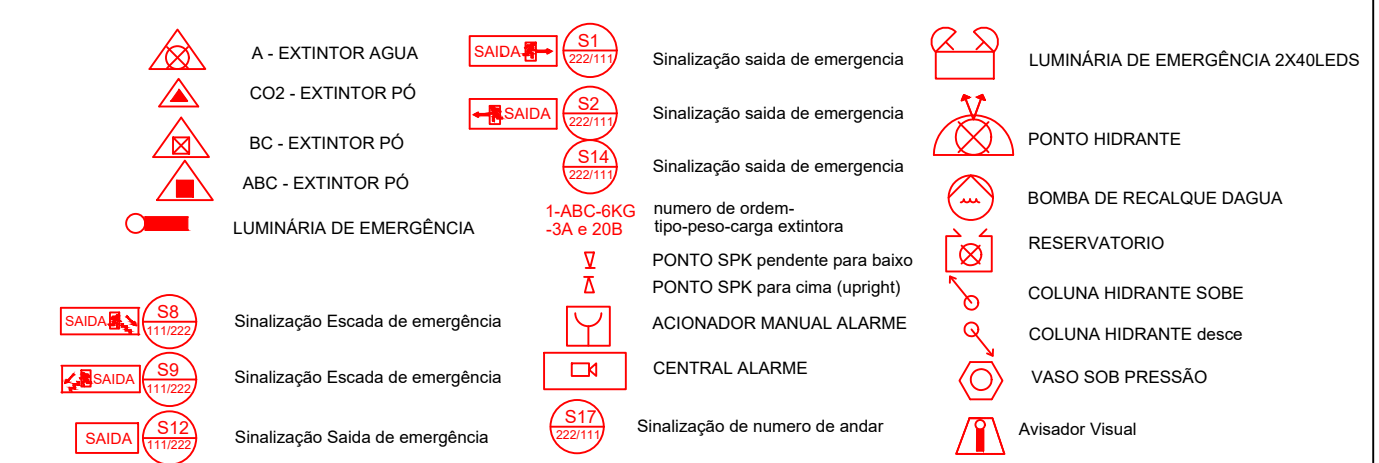 A - EXTINTOR AGUA
CO2 - EXTINTOR PÓ
BC - EXTINTOR PÓ
ABC - EXTINTOR PÓ
LUMINÁRIA DE EMERGÊNCIA
SAIDA S8 111/222 Sinalização Escada de emergência
SAIDA S9 111/222 Sinalização Escada de emergência
SAIDA S12 111/222 Sinalização Saida de emergência
SAIDA S1 222/111 Sinalização saida de emergencia
SAIDA S2 222/111 Sinalização saida de emergencia
S14 222/111 Sinalização saida de emergencia
1-ABC-6KG numero de ordem-
-3A e 20B tipo-peso-carga extintora
PONTO SPK pendente para baixo
PONTO SPK para cima (upright)
ACIONADOR MANUAL ALARME
CENTRAL ALARME
S17 222/111 Sinalização de numero de andar
LUMINÁRIA DE EMERGÊNCIA 2X40LEDS
PONTO HIDRANTE
BOMBA DE RECALQUE DAGUA
RESERVATORIO
COLUNA HIDRANTE SOBE
COLUNA HIDRANTE desce
VASO SOB PRESSÃO
Avisador Visual